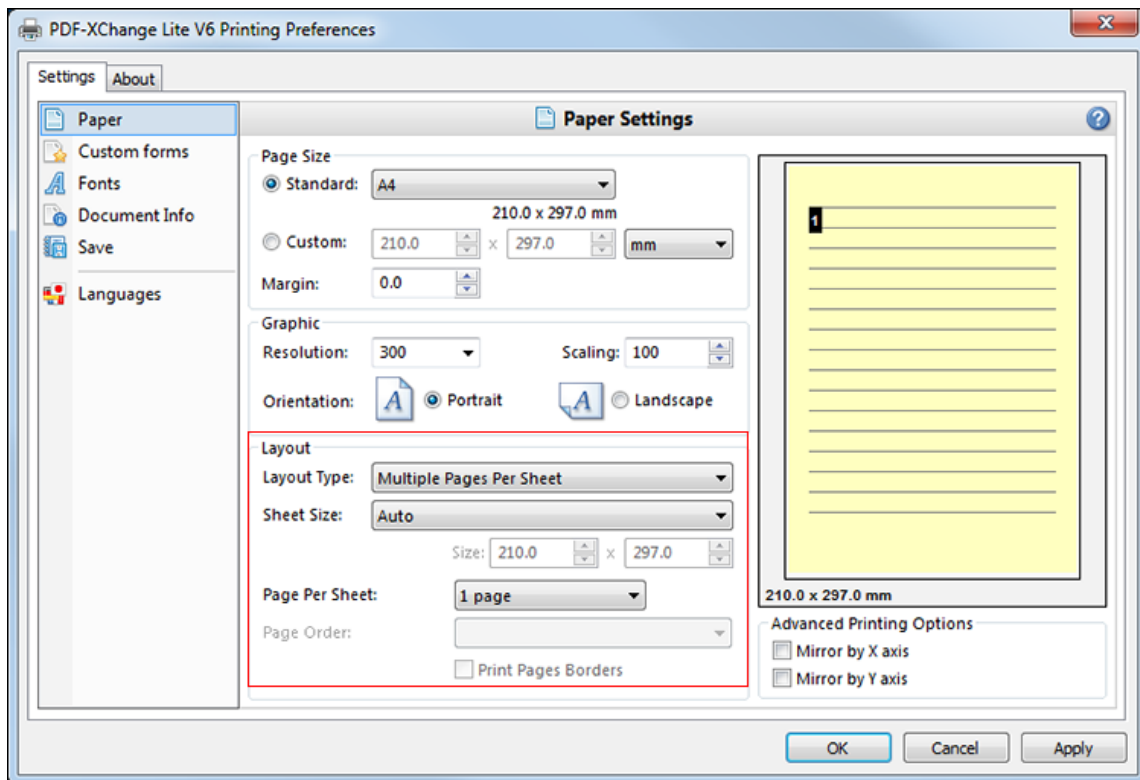 PDF-XChange Lite V6 Printing Preferences
Settings About
Paper
Custom forms
Fonts
Document Info
Save
Languages
Paper Settings
Page Size
Standard: A4
210.0 x 297.0 mm
Custom: 210.0 x 297.0 mm
Margin: 0.0
Graphic
Resolution: 300 Scaling: 100
Orientation: A Portrait A Landscape
Layout
Layout Type: Multiple Pages Per Sheet
Sheet Size: Auto
Size: 210.0 x 297.0
Page Per Sheet: 1 page
Page Order:
Print Pages Borders
1
210.0 x 297.0 mm
Advanced Printing Options
Mirror by X axis
Mirror by Y axis
OK Cancel Apply